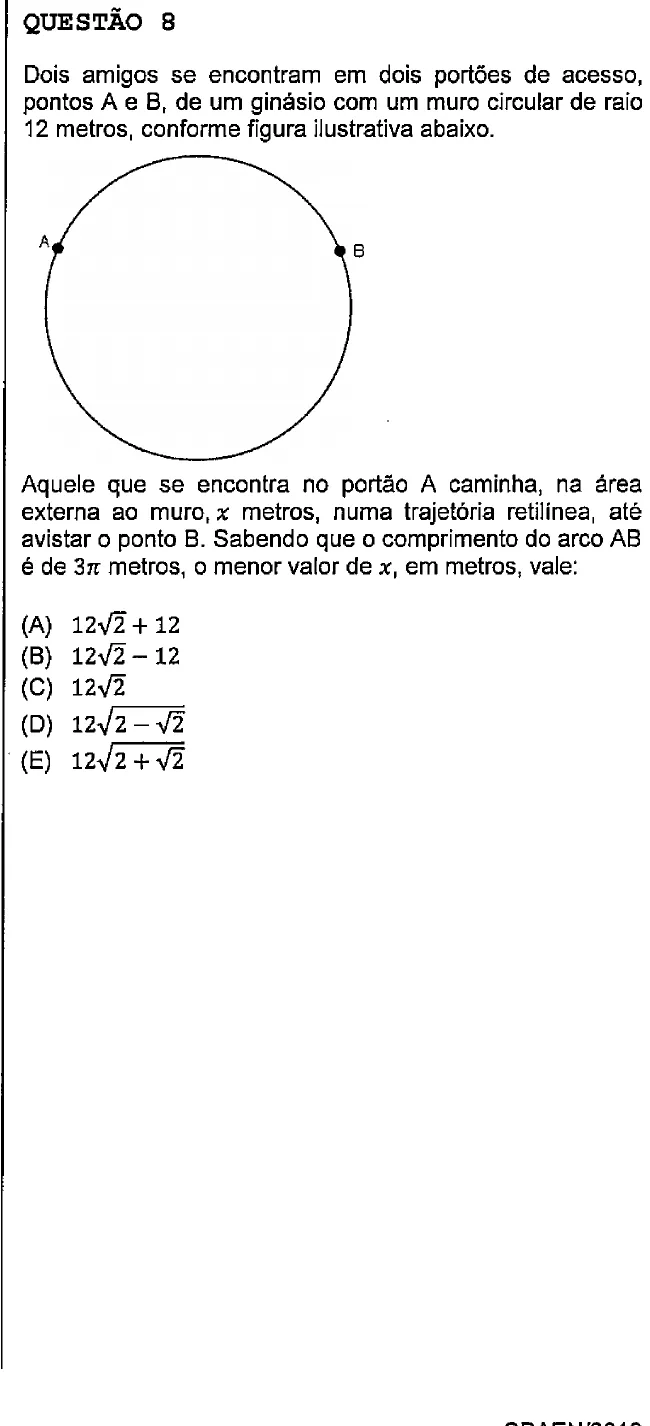 QUESTÃO 8
Dois amigos se encontram em dois portões de acesso,
pontos A e B, de um ginásio com um muro circular de raio
12 metros, conforme figura ilustrativa abaixo.
A
B
Aquele que se encontra no portão A caminha, na área
externa ao muro, x metros, numa trajetória retilínea, até
avistar o ponto B. Sabendo que o comprimento do arco AB
é de 3π metros, o menor valor de x, em metros, vale:
(A) 12√2 + 12
(B) 12√2 − 12
(C) 12√2
(D) 12√(2 − √2)
(E) 12√(2 + √2)